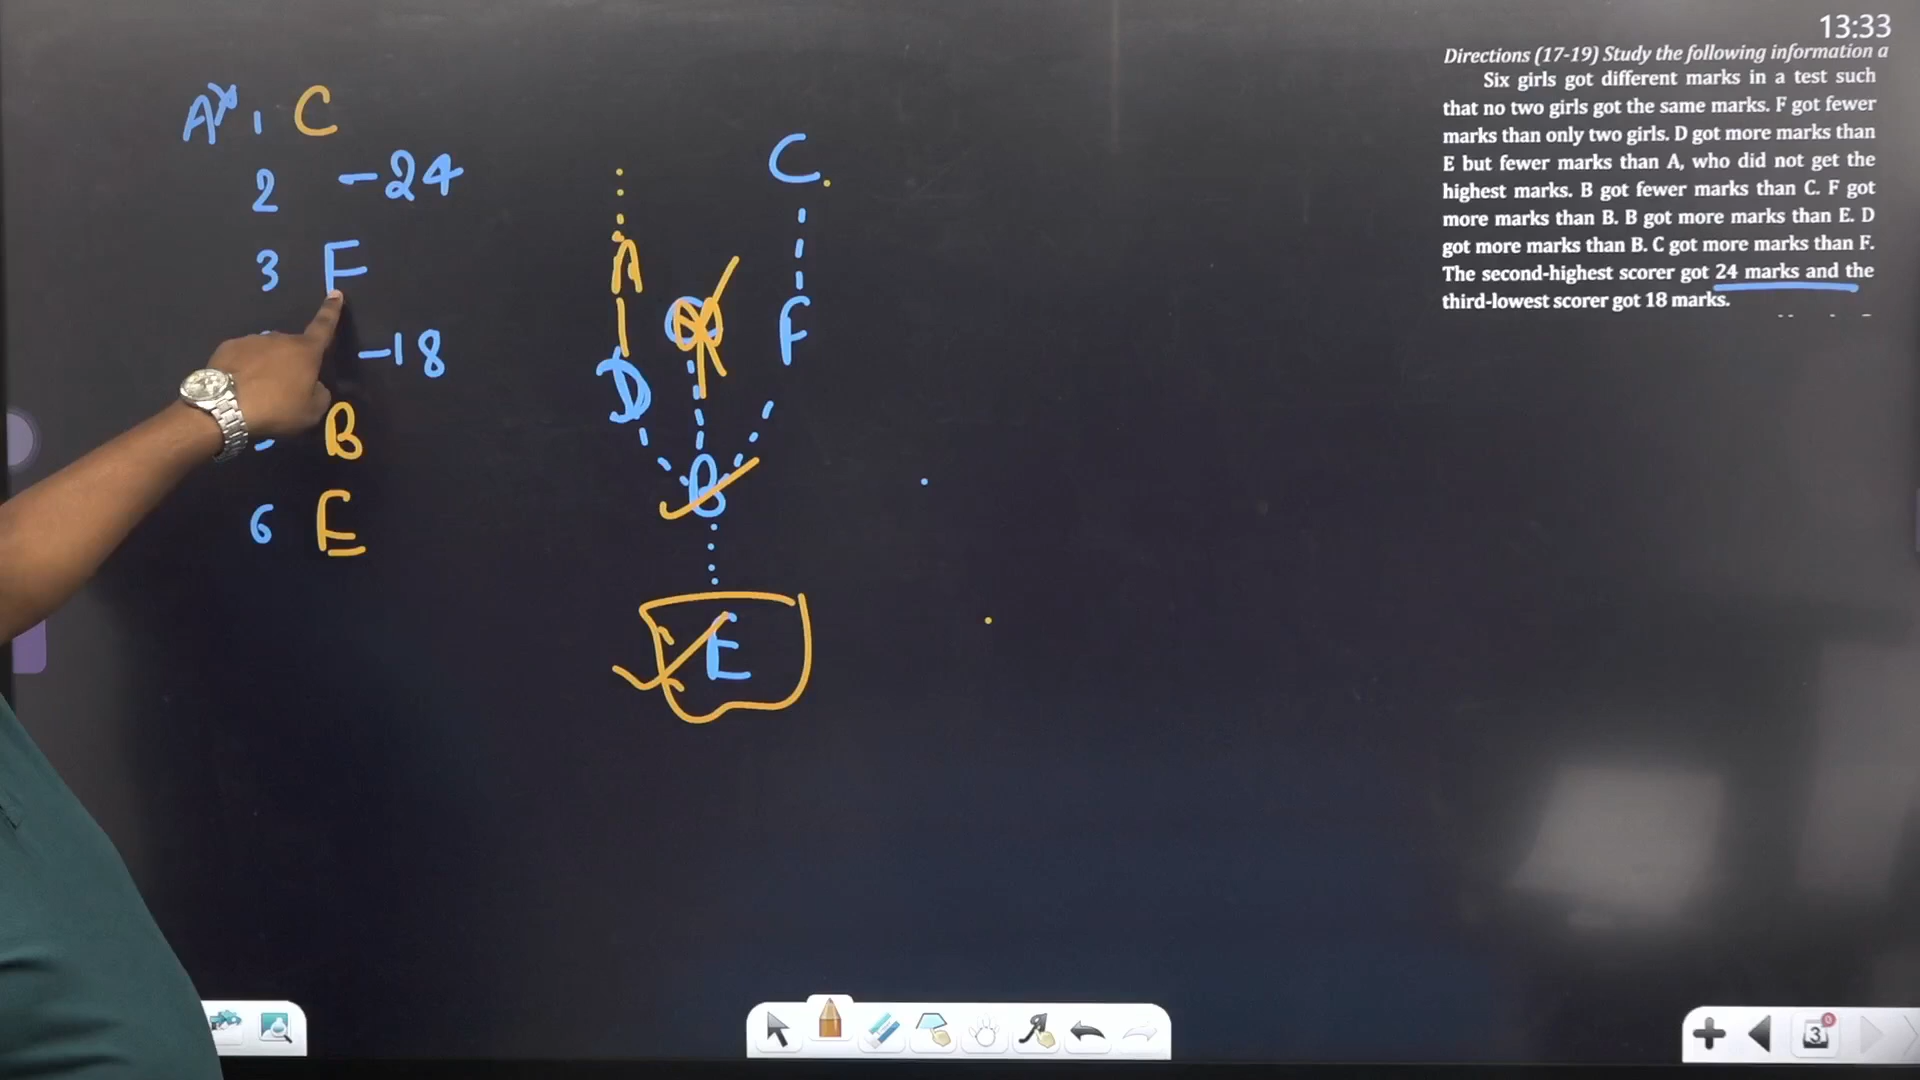 13:33
Directions (17-19) Study the following information a
Six girls got different marks in a test such
that no two girls got the same marks. F got fewer
marks than only two girls. D got more marks than
E but fewer marks than A, who did not get the
highest marks. B got fewer marks than C. F got
more marks than B. B got more marks than E. D
got more marks than B. C got more marks than F.
The second-highest scorer got 24 marks and the
third-lowest scorer got 18 marks.
A* 1 C
2 -24
3 F
-18
B
6 E
C
A
D F
B
E
3
0